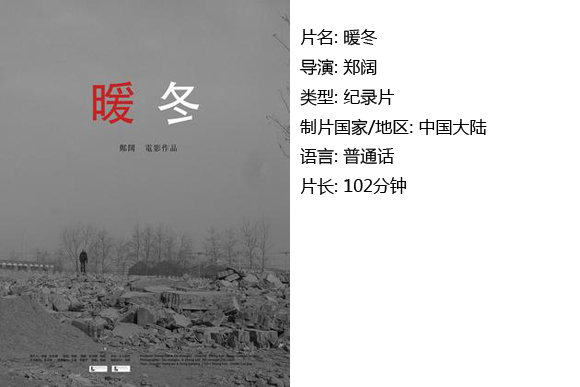 暖 冬
鄭闊 電影作品
片名: 暖冬
导演: 郑阔
类型: 纪录片
制片国家/地区: 中国大陆
语言: 普通话
片长: 102分钟